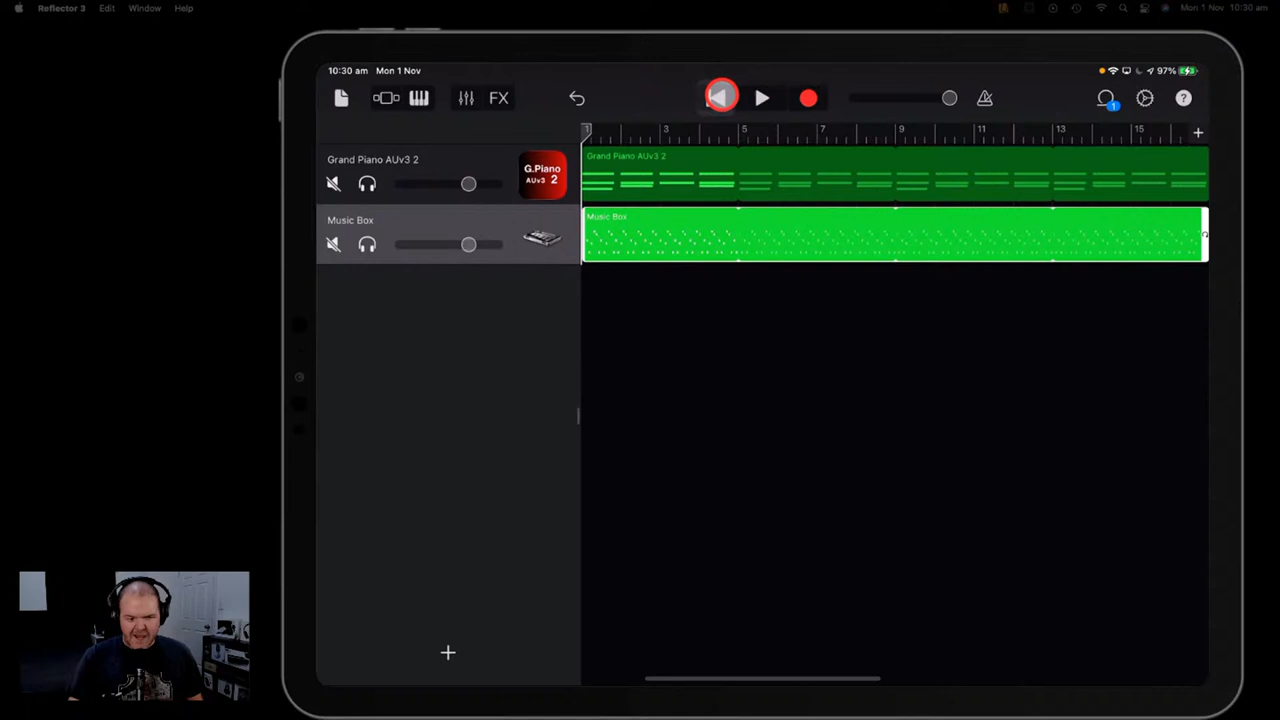 Reflector 3 Edit Window Help
Mon 1 Nov 10:30 am
10:30 am Mon 1 Nov
97%
FX
1
?
1 3 5 7 9 11 13 15 +
Grand Piano AUv3 2
G.Piano
AUv3 2
Grand Piano AUv3 2
Music Box
Music Box
+